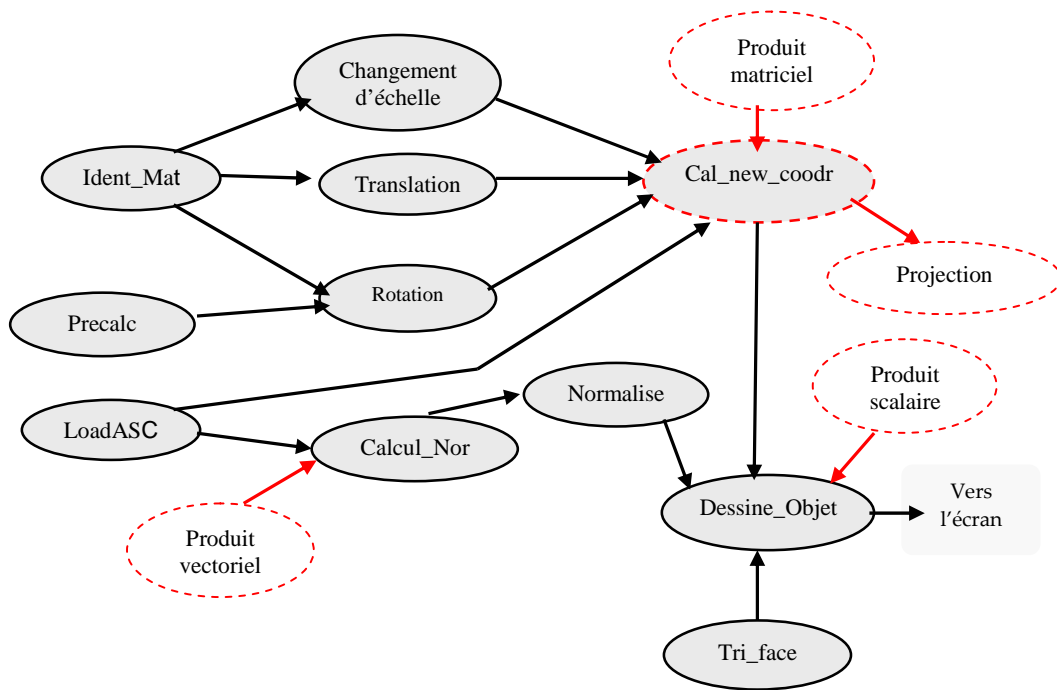 Produit
matriciel
Changement
d’échelle
Ident_Mat
Translation
Cal_new_coodr
Projection
Rotation
Precalc
Produit
scalaire
Normalise
LoadASC
Calcul_Nor
Vers
l’écran
Dessine_Objet
Produit
vectoriel
Tri_face